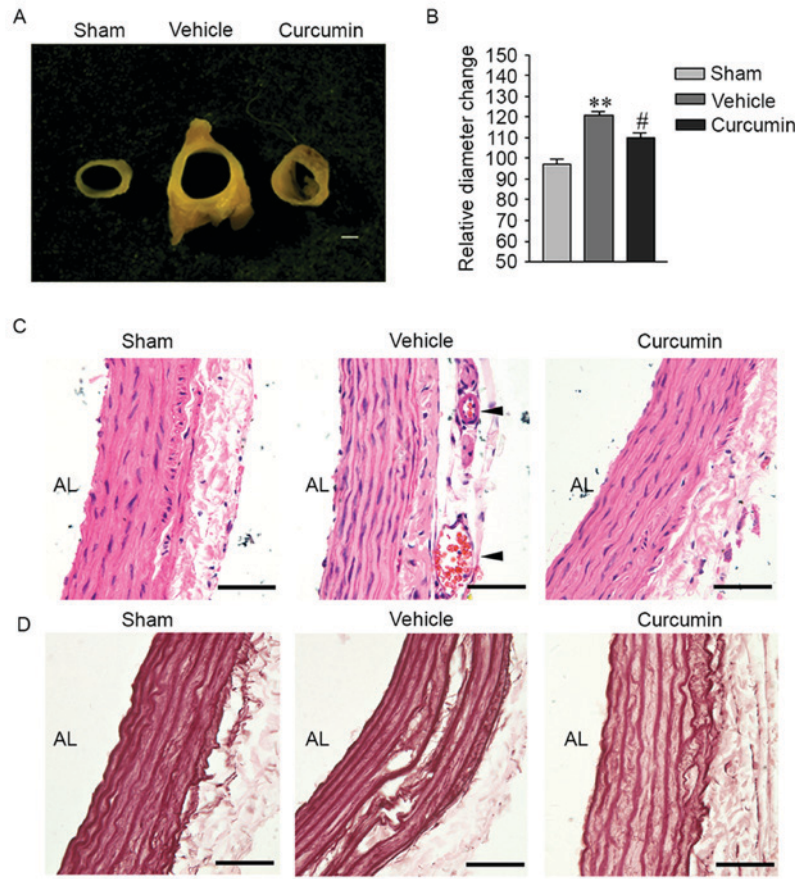 A
Sham Vehicle Curcumin
B
Relative diameter change
150
140
130
120
110
100
90
80
70
60
50
**
#
Sham
Vehicle
Curcumin
C
Sham Vehicle Curcumin
AL AL AL
D
Sham Vehicle Curcumin
AL AL AL